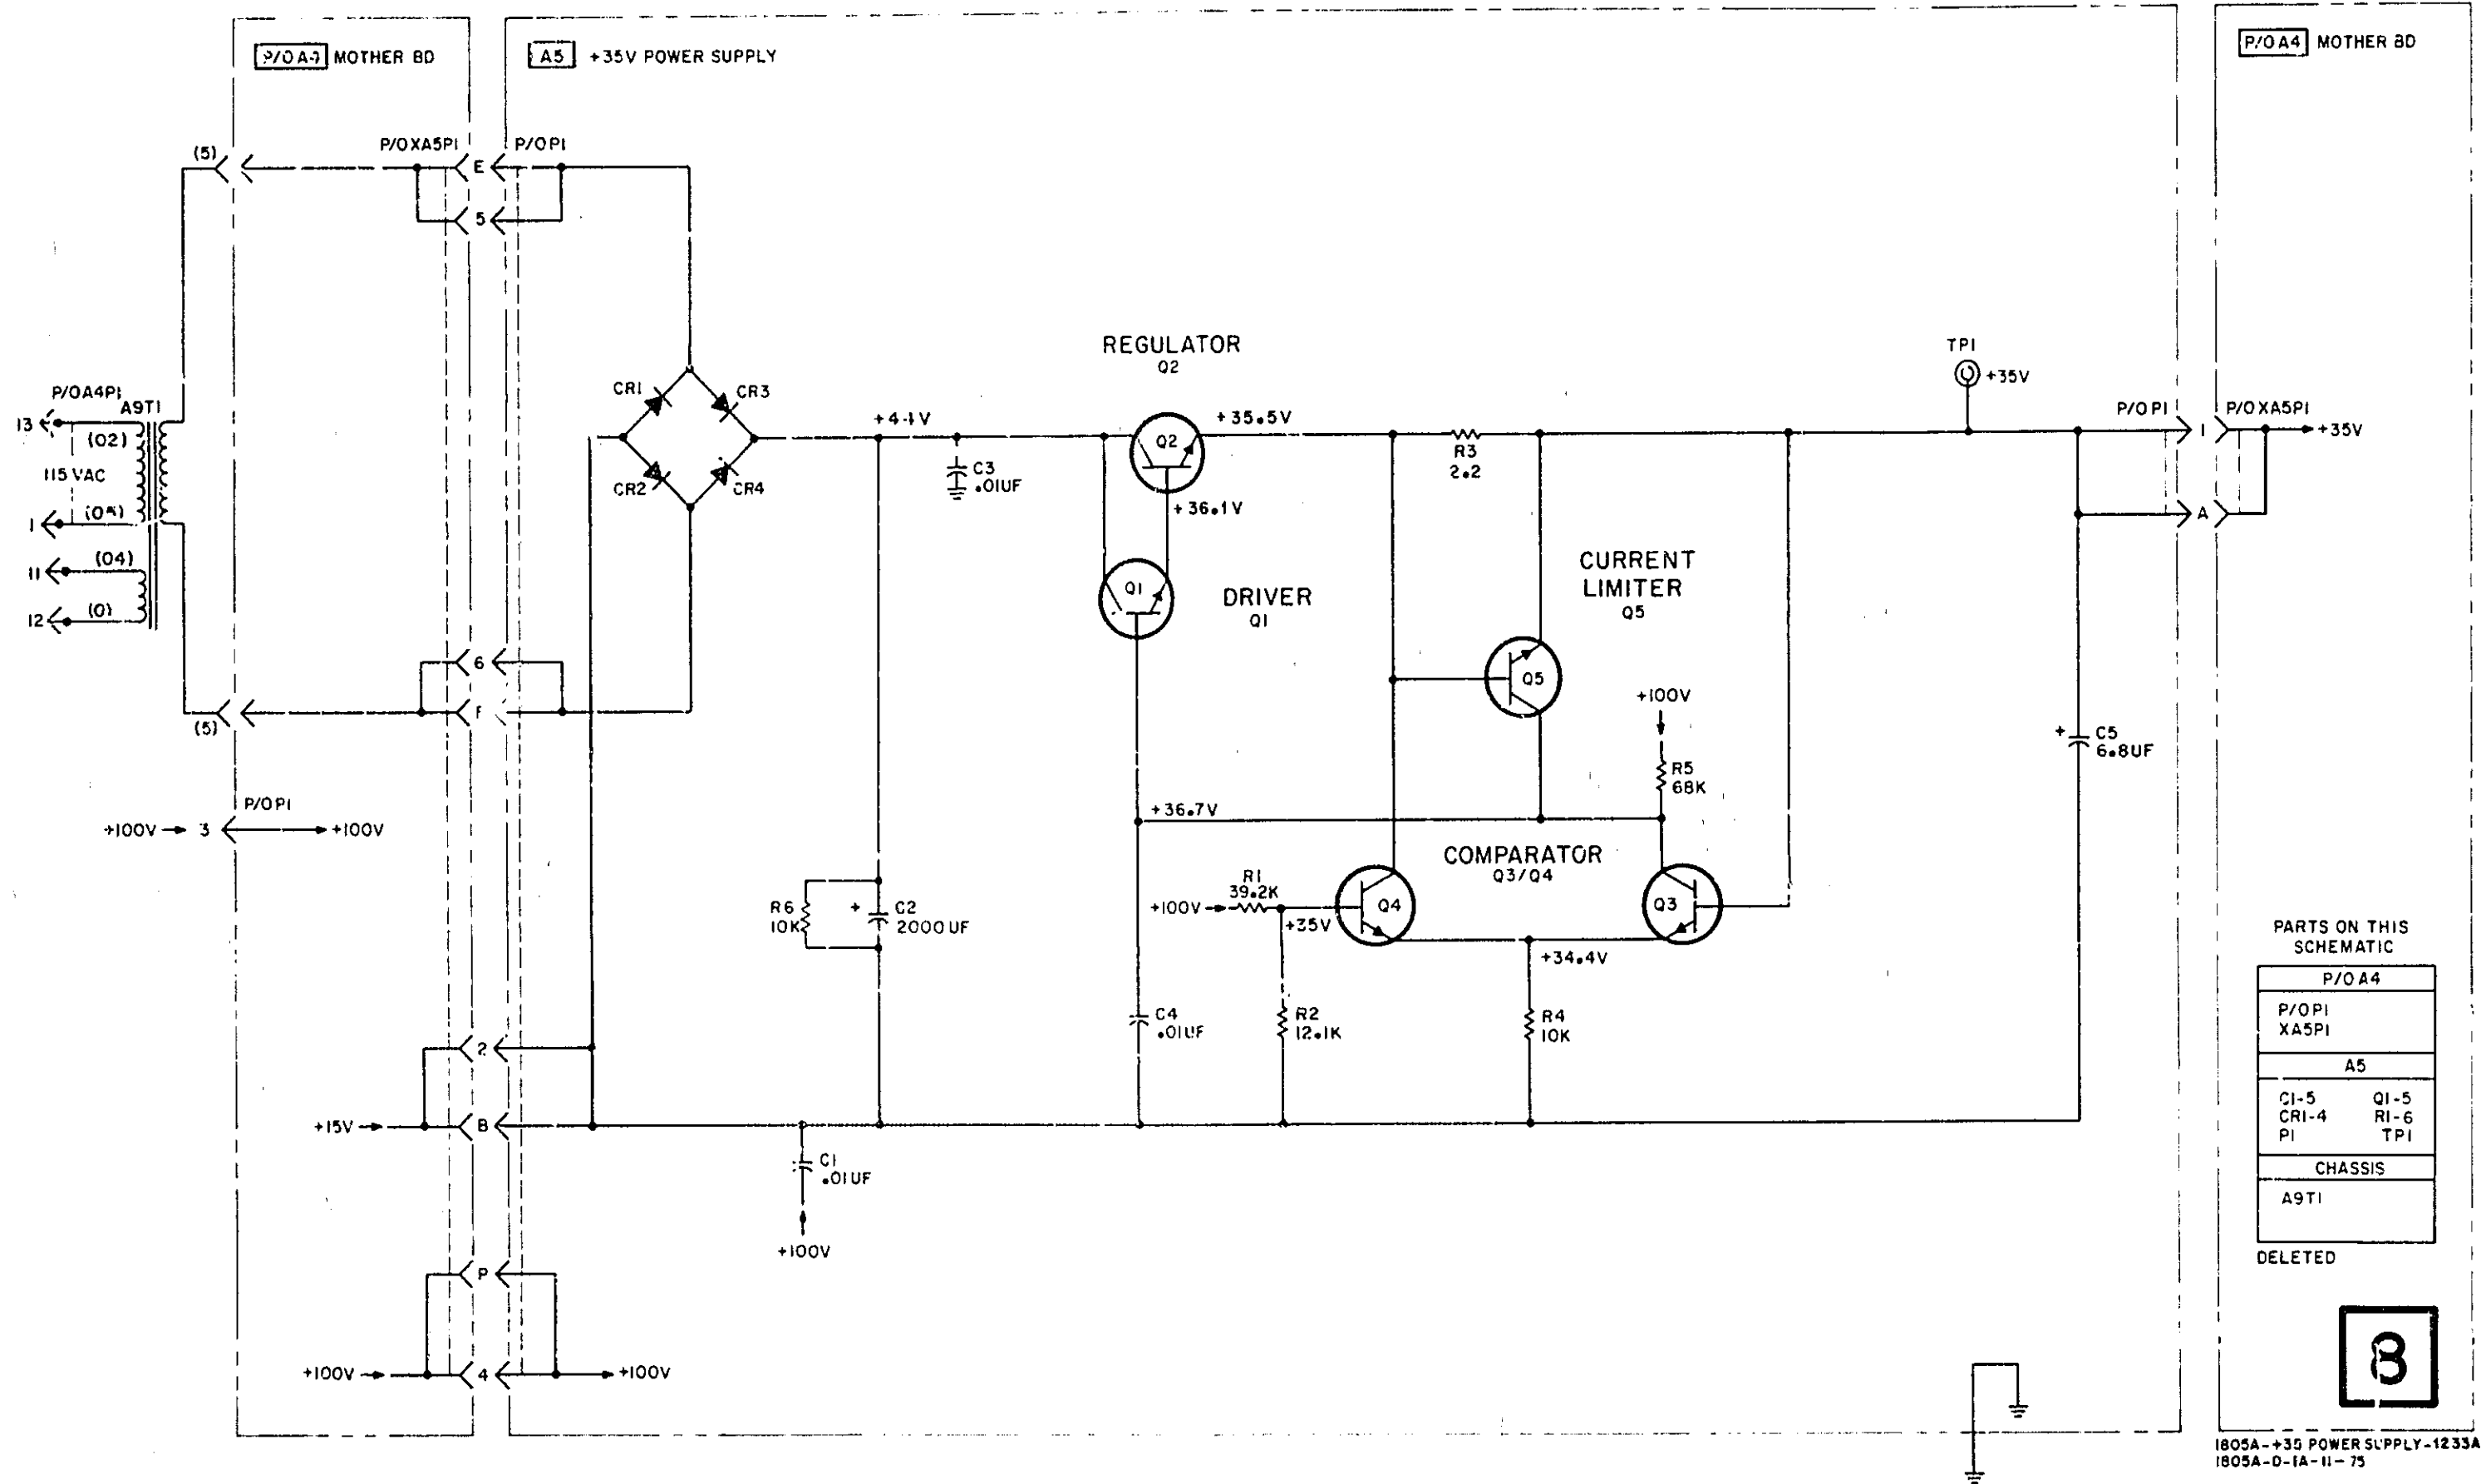 P/O A4 MOTHER BD
A5 +35V POWER SUPPLY
P/O A4 MOTHER BD
(5)
P/O XA5P1
E
P/O P1
5
REGULATOR
Q2
TP1
+35V
P/O A4P1
A9T1
13
(02)
115 VAC
1
(05)
11
(04)
12
(0)
CR1
CR3
CR2
CR4
+44V
C3
.01UF
Q2
+35.5V
+36.1V
R3
2.2
P/O P1
1
P/O XA5P1
+35V
A
Q1
DRIVER
Q1
CURRENT
LIMITER
Q5
Q5
6
F
(5)
+100V
R5
68K
C5
6.8UF
+
P/O P1
+100V
3
+100V
+36.7V
COMPARATOR
Q3/Q4
R1
39.2K
+100V
+35V
Q4
Q3
+34.4V
R6
10K
+
C2
2000UF
C4
.01UF
R2
12.1K
R4
10K
2
+15V
B
C1
.01UF
+100V
P
+100V
4
+100V
PARTS ON THIS
SCHEMATIC
P/O A4
P/O P1
XA5P1
A5
C1-5 Q1-5
CR1-4 R1-6
P1 TP1
CHASSIS
A9T1
DELETED
8
1805A-+35 POWER SUPPLY-1233A
1805A-D-1A-11-75